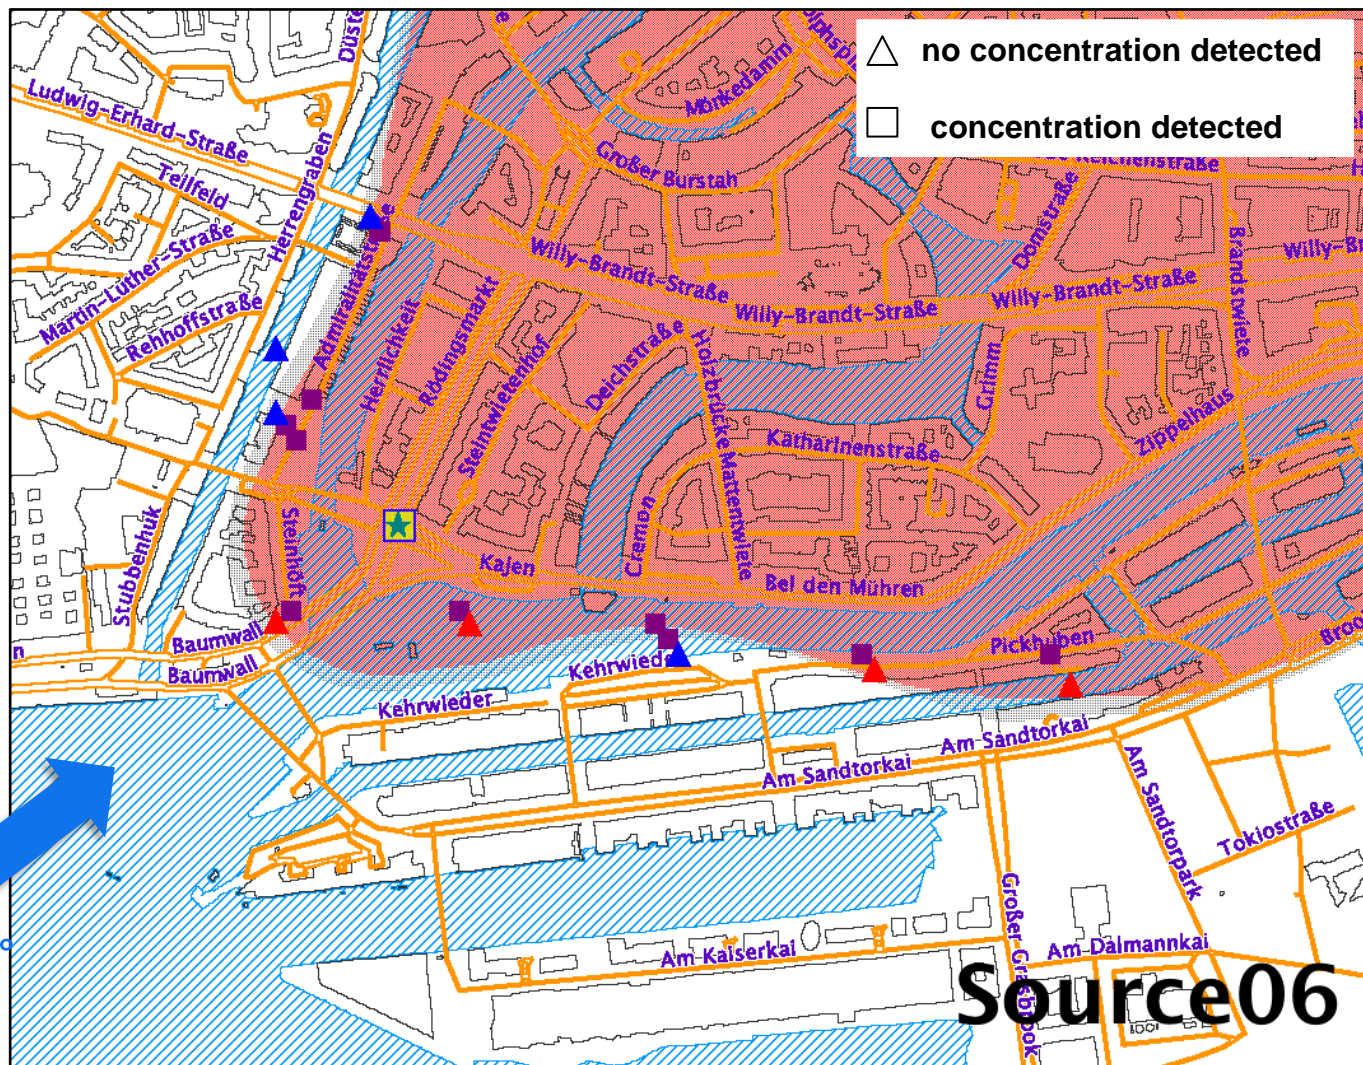 no concentration detected
concentration detected
Ludwig-Erhard-Straße
Teilfeld
Herrengraben
Martin-Luther-Straße
Rehhoffstraße
Stubbenhuk
Baumwall
Baumwall
Steinhöft
Herrlichkeit
Rödingsmarkt
Steintwietenhof
Deichstraße
Holzbrücke
Mattentwiete
Cremon
Katharinenstraße
Kajen
Bei den Mühren
Grimm
Zippelhaus
Mönkedamm
Großer Burstah
Domstraße
Brandstwiete
Willy-Brandt-Straße
Willy-Brandt-Straße
Willy-Brandt-Straße
Pickhuben
Kehrwieder
Am Sandtorkai
Am Sandtorkai
Am Sandtorpark
Tokiostraße
Großer Grasbrook
Am Kaiserkai
Am Dalmannkai
Source06